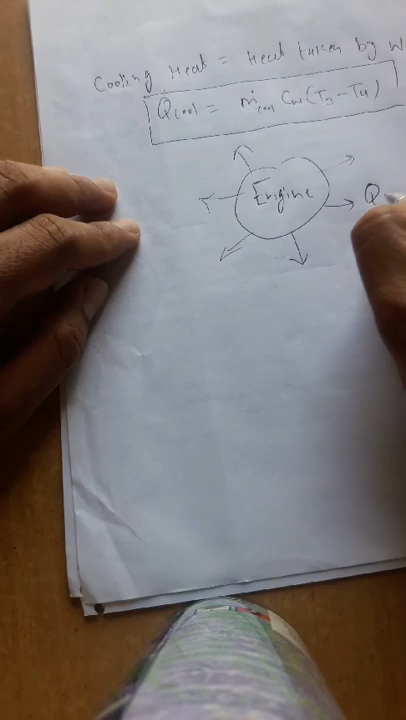 Cooling Heat = Heat taken by W
Qcool = ṁcw Cw (T3 - T4)
Engine
Q